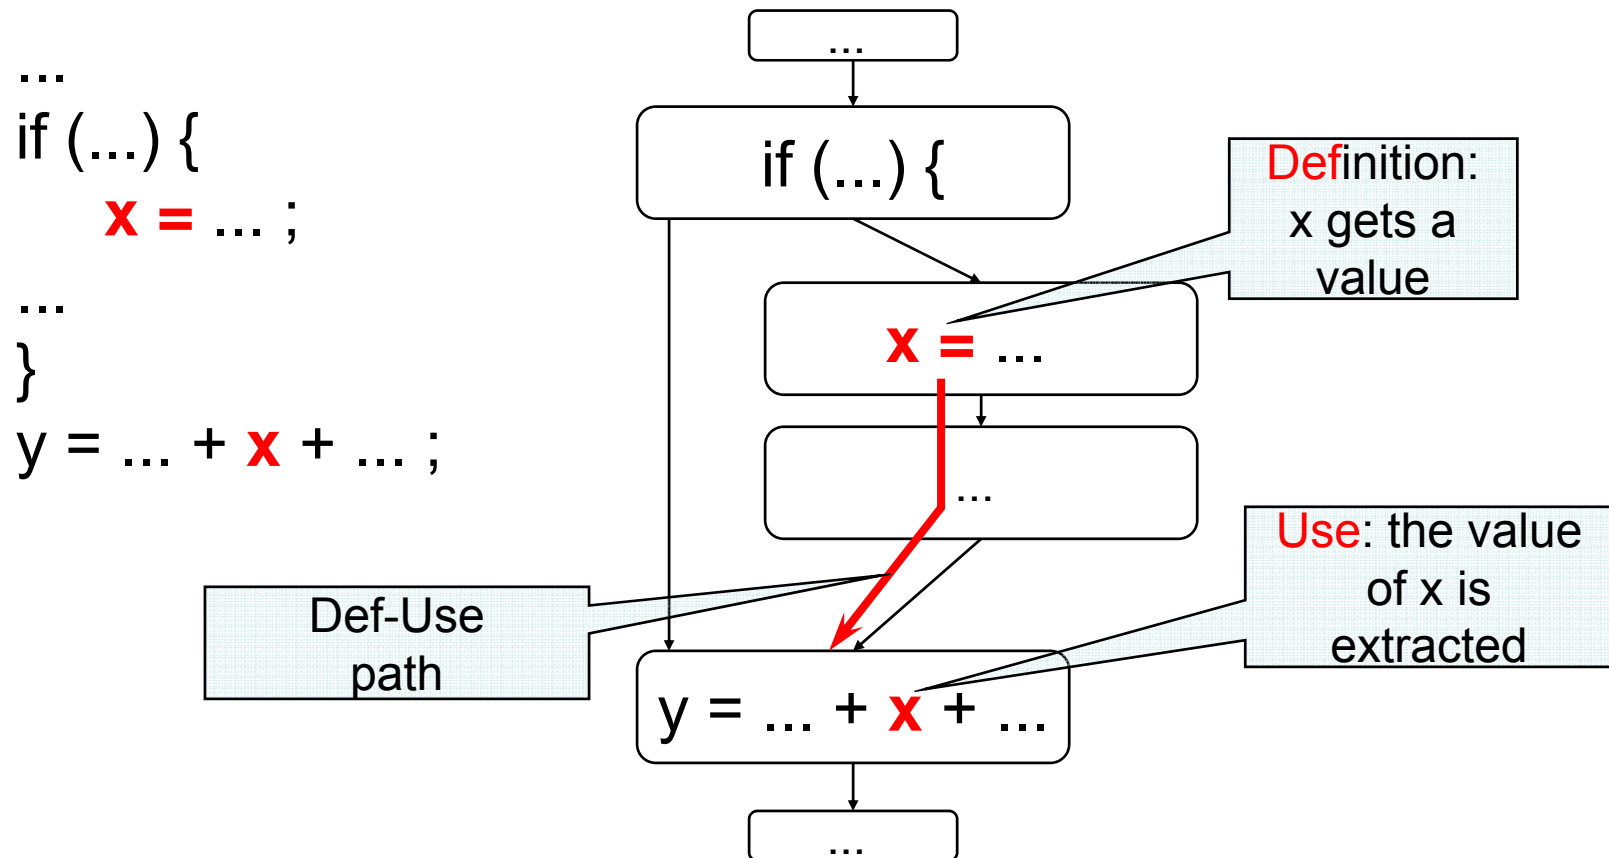 ...
if (...) {
x = ... ;
...
}
y = ... + x + ... ;
...
if (...) {
Definition:
x gets a
value
x = ...
...
Use: the value
of x is
extracted
Def-Use
path
y = ... + x + ...
...